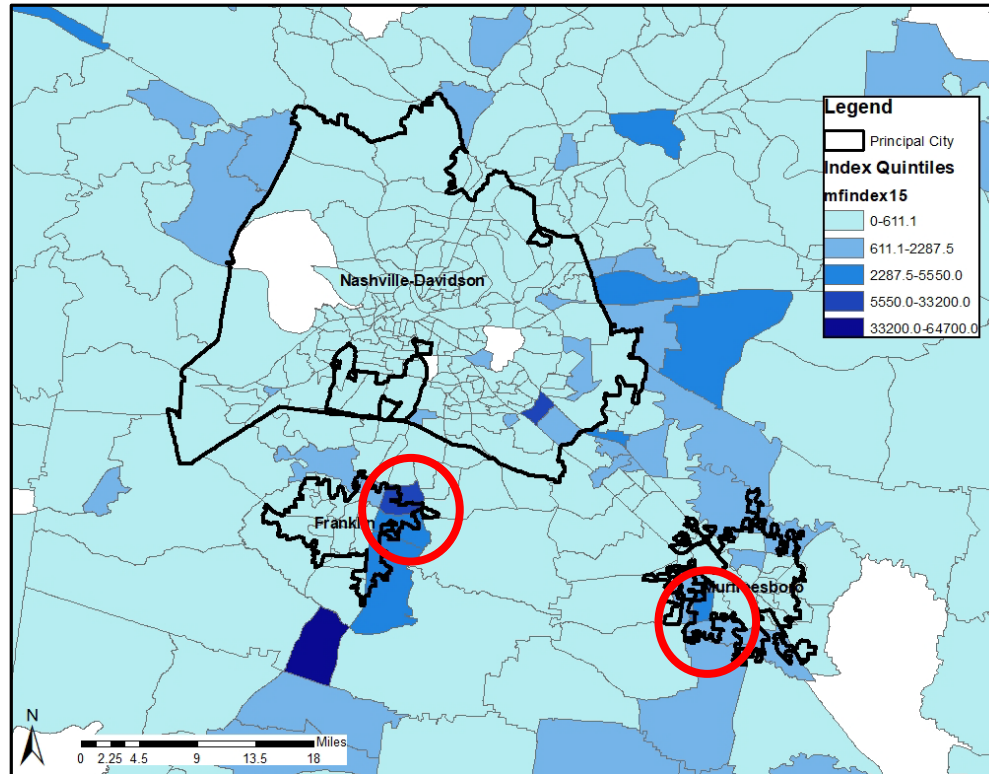 Legend
Principal City
Index Quintiles
mfindex15
0-611.1
611.1-2287.5
2287.5-5550.0
5550.0-33200.0
33200.0-64700.0
Nashville-Davidson
Franklin
Murfreesboro
N
Miles
0 2.25 4.5 9 13.5 18